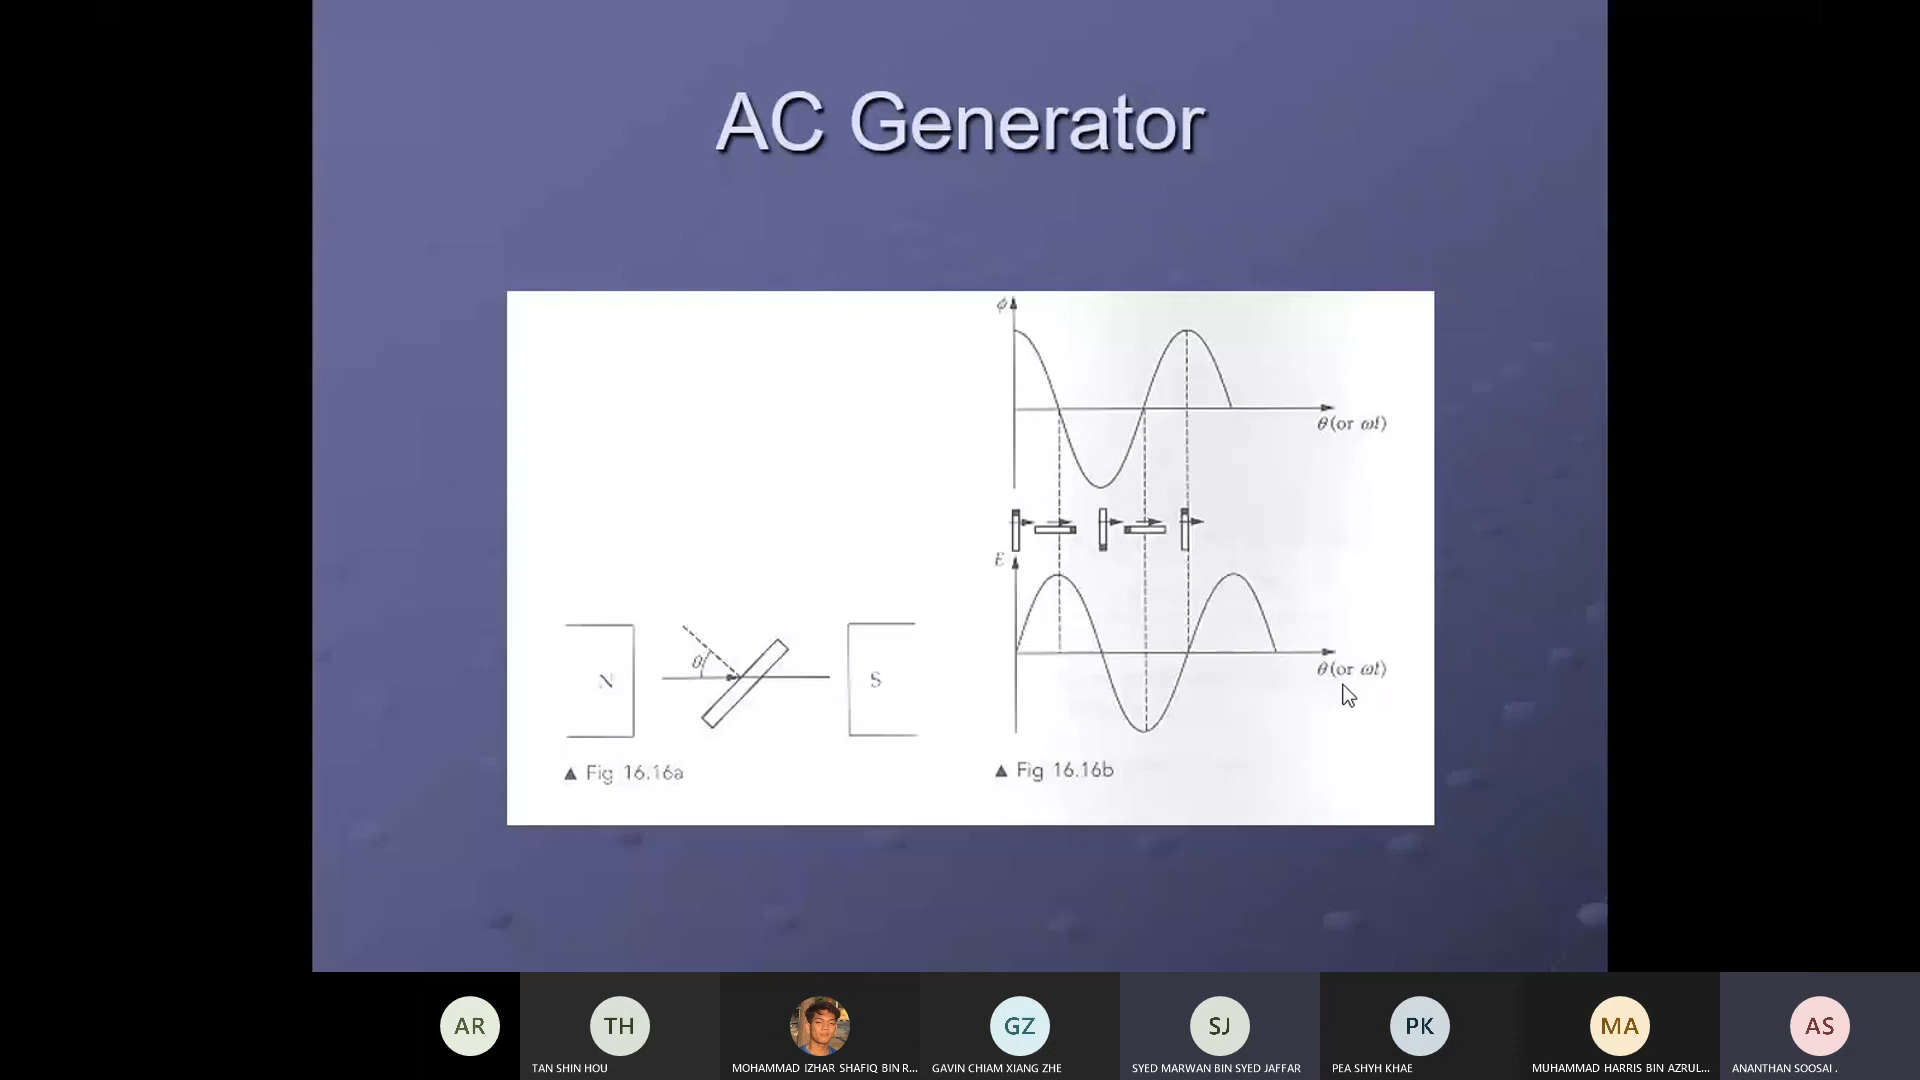 AC Generator
ϕ
θ(or ωt)
E
θ
N
S
θ(or ωt)
▲ Fig 16.16a
▲ Fig 16.16b
AR
TH
GZ
SJ
PK
MA
AS
TAN SHIN HOU
MOHAMMAD IZHAR SHAFIQ BIN R...
GAVIN CHIAM XIANG ZHE
SYED MARWAN BIN SYED JAFFAR
PEA SHYH KHAE
MUHAMMAD HARRIS BIN AZRUL...
ANANTHAN SOOSAI .